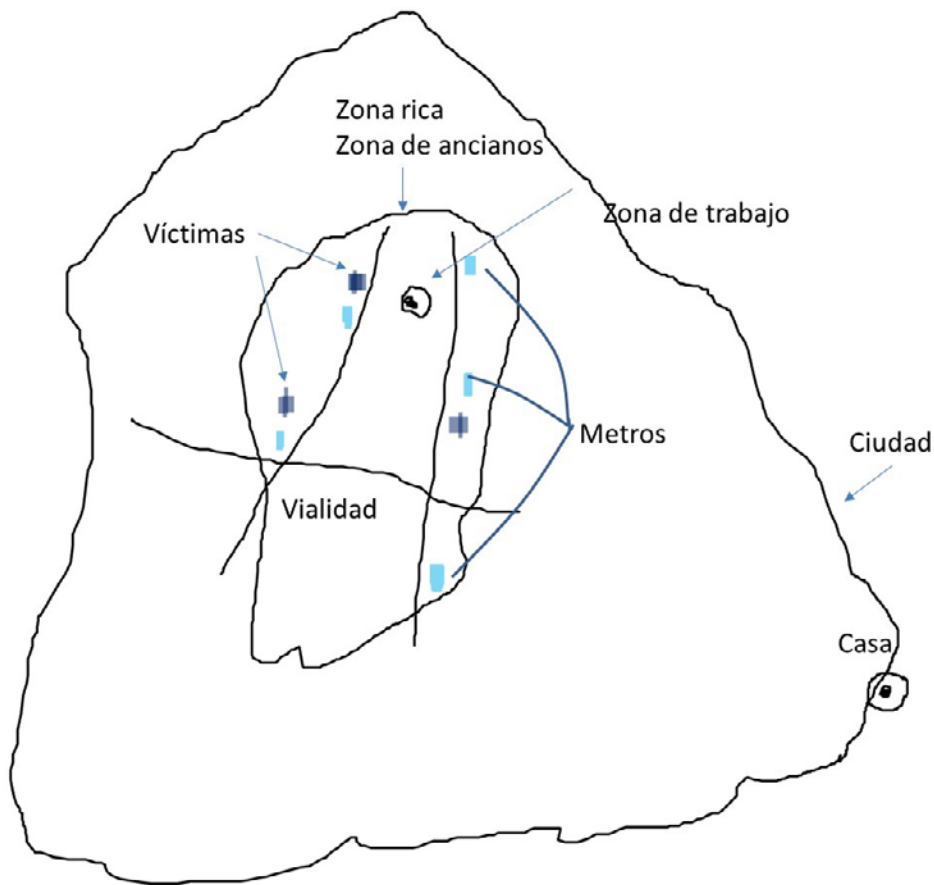 Zona rica
Zona de ancianos
Zona de trabajo
Víctimas
Metros
Ciudad
Vialidad
Casa